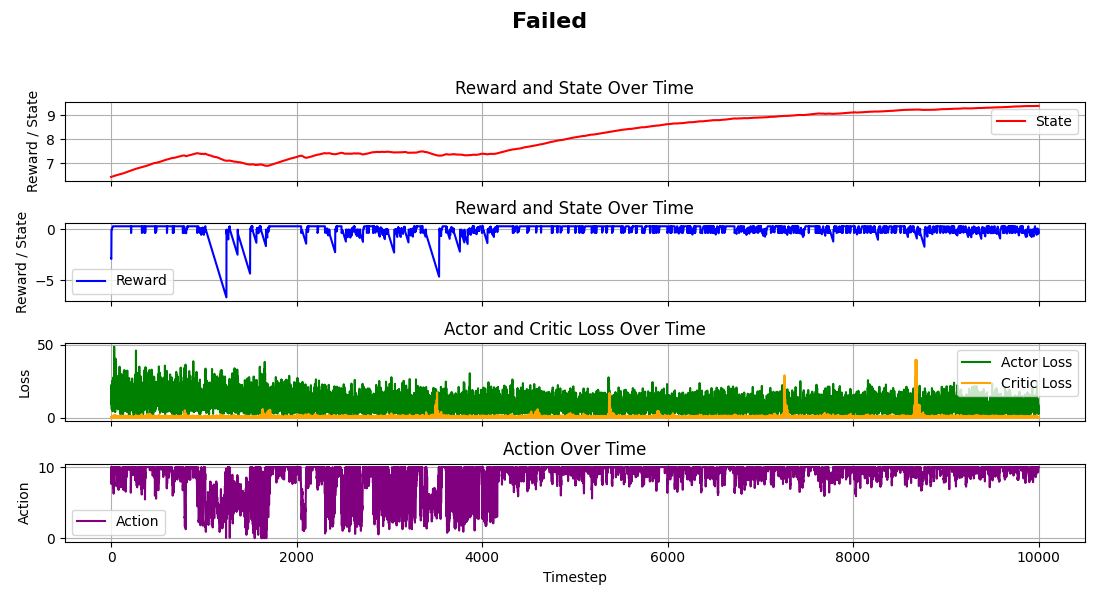 Failed
Reward and State Over Time
Reward / State
9
8
7
State
Reward and State Over Time
Reward / State
0
−5
Reward
Actor and Critic Loss Over Time
Loss
50
0
Actor Loss
Critic Loss
Action Over Time
Action
10
0
Action
0 2000 4000 6000 8000 10000
Timestep